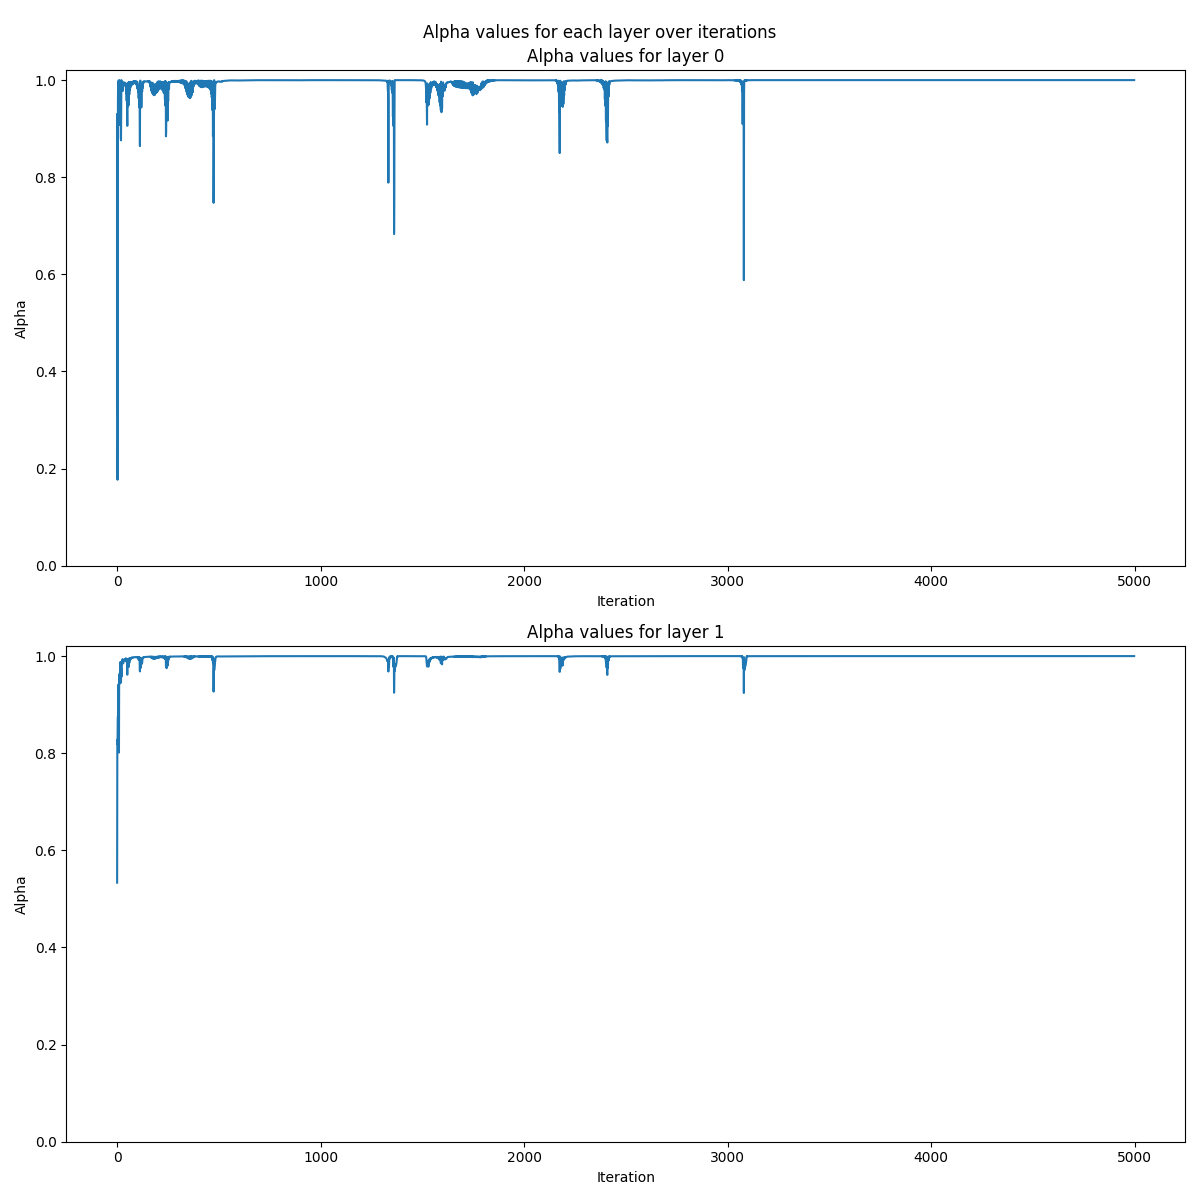 Alpha values for each layer over iterations
Alpha values for layer 0
1.0
0.8
0.6
0.4
0.2
0.0
Alpha
0 1000 2000 3000 4000 5000
Iteration
Alpha values for layer 1
1.0
0.8
0.6
0.4
0.2
0.0
Alpha
0 1000 2000 3000 4000 5000
Iteration